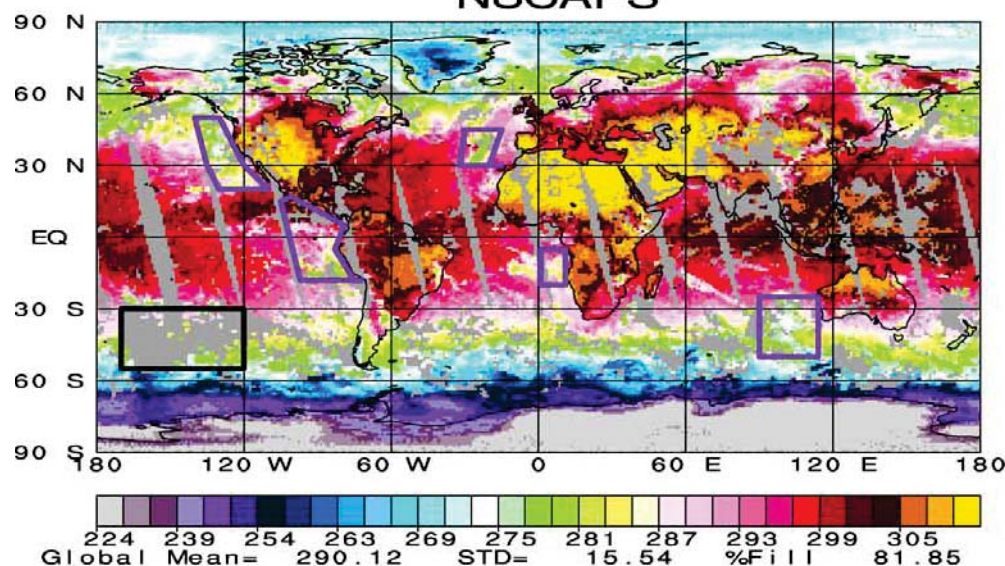 NUCAPS
90 N
60 N
30 N
EQ
30 S
60 S
90 S
180 120 W 60 W 0 60 E 120 E 180
224 239 254 263 269 275 281 287 293 299 305
Global Mean= 290.12 STD= 15.54 %Fill 81.85